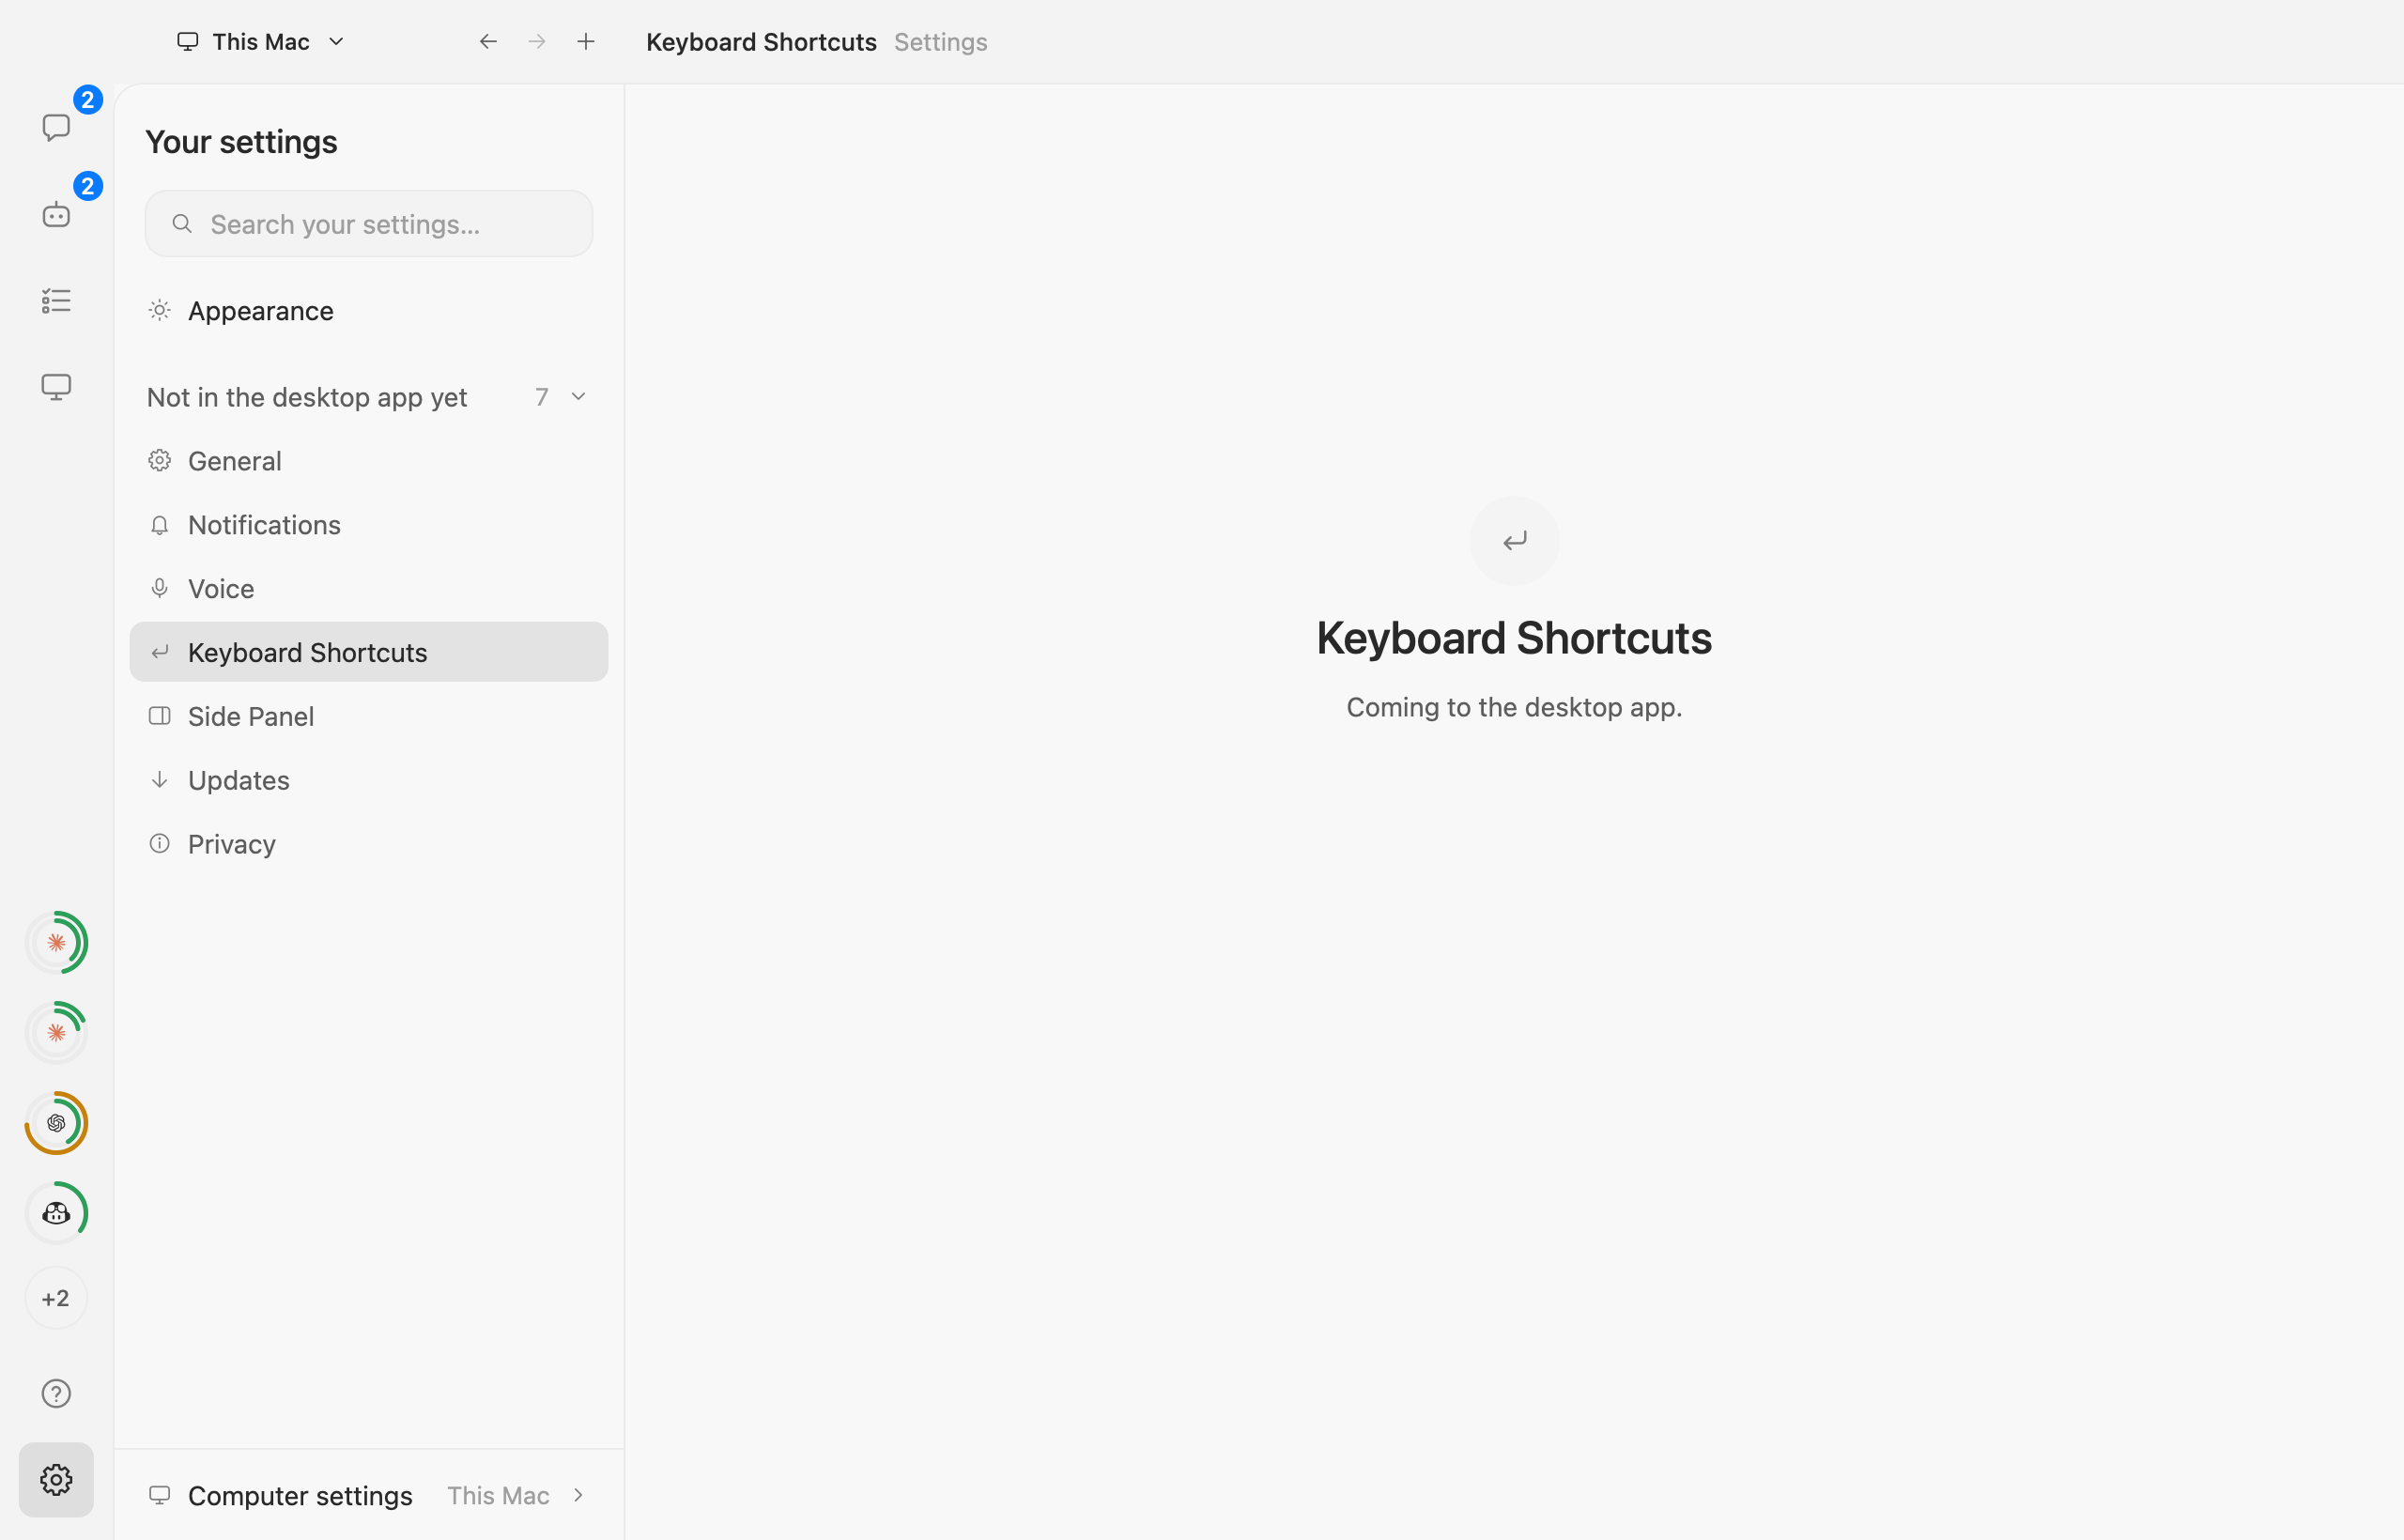 This Mac
Keyboard Shortcuts Settings
2
2
Your settings
Search your settings...
Appearance
Not in the desktop app yet 7
General
Notifications
Voice
Keyboard Shortcuts
Side Panel
Updates
Privacy
+2
Computer settings This Mac
Keyboard Shortcuts
Coming to the desktop app.